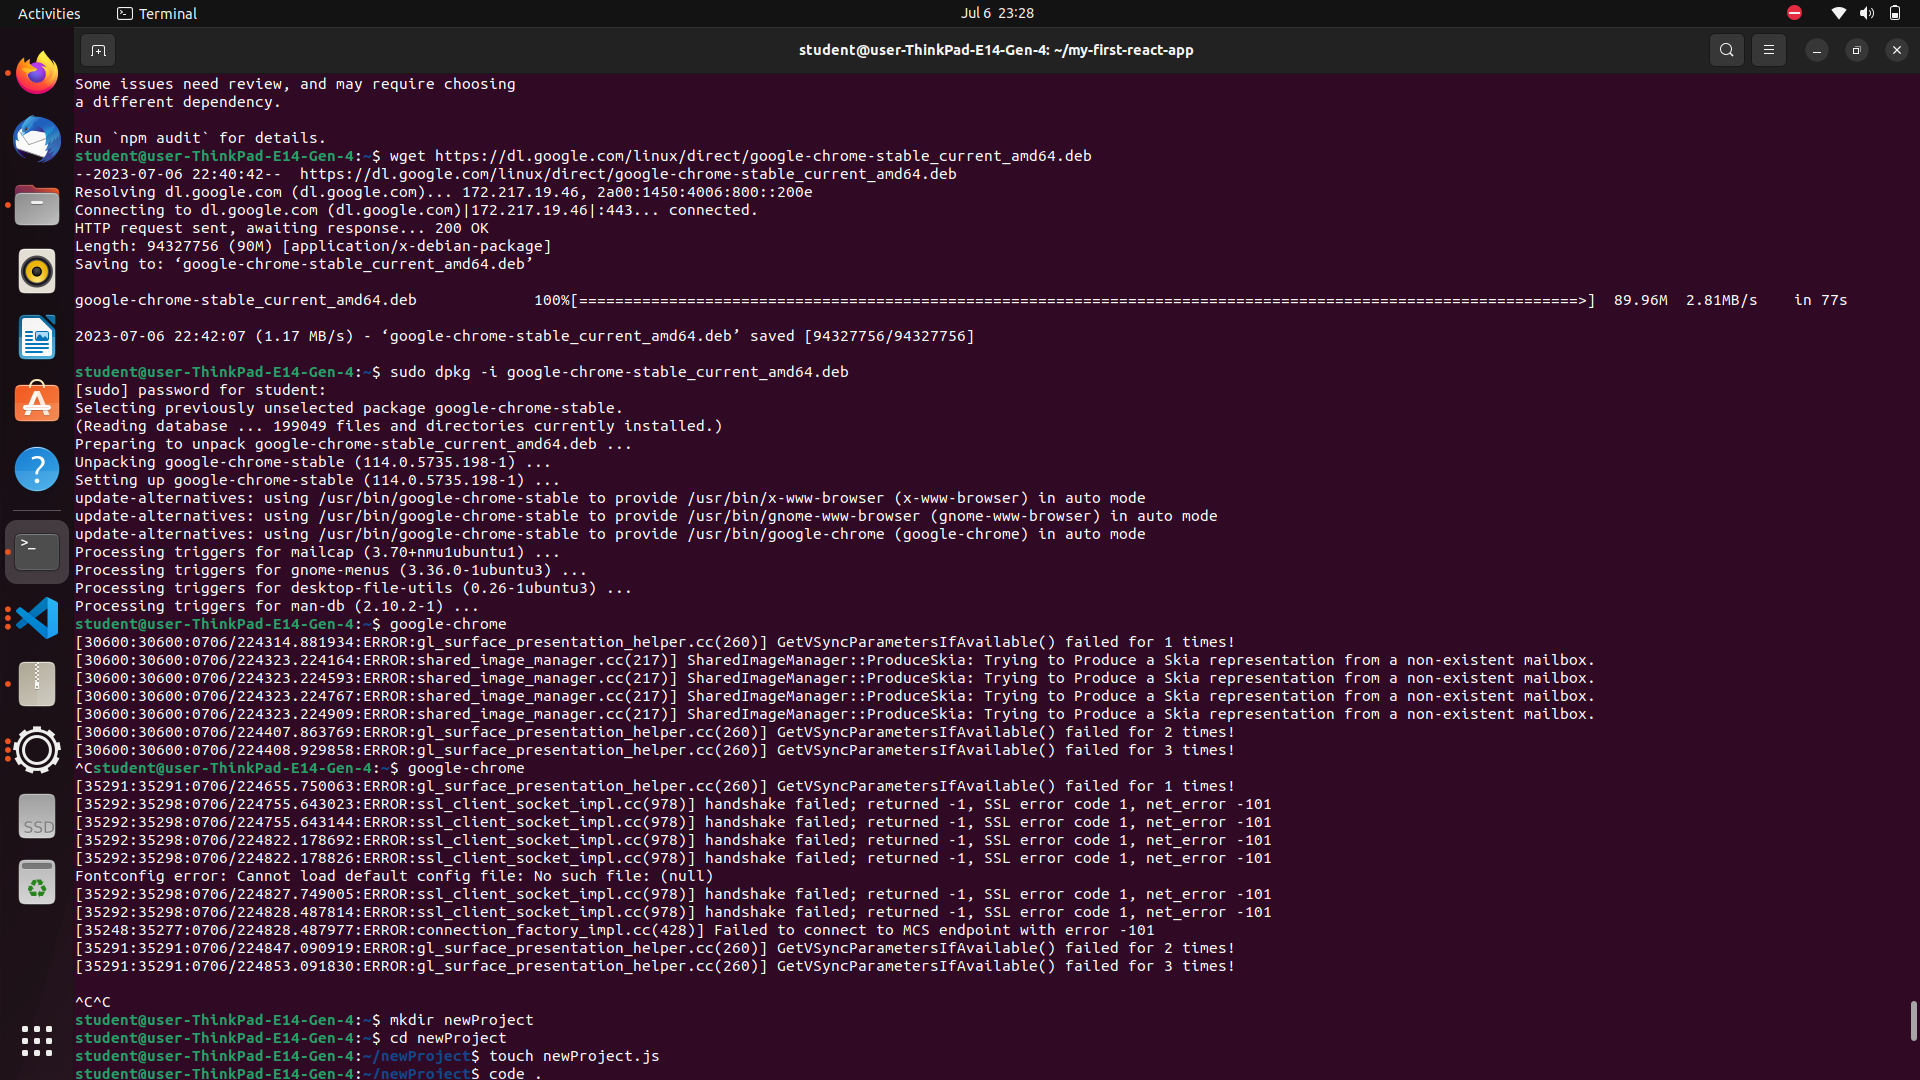 Activities
Terminal
Jul 6 23:28
student@user-ThinkPad-E14-Gen-4: ~/my-first-react-app
Some issues need review, and may require choosing
a different dependency.
Run `npm audit` for details.
student@user-ThinkPad-E14-Gen-4:~$ wget https://dl.google.com/linux/direct/google-chrome-stable_current_amd64.deb
--2023-07-06 22:40:42--  https://dl.google.com/linux/direct/google-chrome-stable_current_amd64.deb
Resolving dl.google.com (dl.google.com)... 172.217.19.46, 2a00:1450:4006:800::200e
Connecting to dl.google.com (dl.google.com)|172.217.19.46|:443... connected.
HTTP request sent, awaiting response... 200 OK
Length: 94327756 (90M) [application/x-debian-package]
Saving to: ‘google-chrome-stable_current_amd64.deb’
google-chrome-stable_current_amd64.deb 100%[===============================================================================================================>] 89.96M 2.81MB/s in 77s
2023-07-06 22:42:07 (1.17 MB/s) - ‘google-chrome-stable_current_amd64.deb’ saved [94327756/94327756]
student@user-ThinkPad-E14-Gen-4:~$ sudo dpkg -i google-chrome-stable_current_amd64.deb
[sudo] password for student:
Selecting previously unselected package google-chrome-stable.
(Reading database ... 199049 files and directories currently installed.)
Preparing to unpack google-chrome-stable_current_amd64.deb ...
Unpacking google-chrome-stable (114.0.5735.198-1) ...
Setting up google-chrome-stable (114.0.5735.198-1) ...
update-alternatives: using /usr/bin/google-chrome-stable to provide /usr/bin/x-www-browser (x-www-browser) in auto mode
update-alternatives: using /usr/bin/google-chrome-stable to provide /usr/bin/gnome-www-browser (gnome-www-browser) in auto mode
update-alternatives: using /usr/bin/google-chrome-stable to provide /usr/bin/google-chrome (google-chrome) in auto mode
Processing triggers for mailcap (3.70+nmu1ubuntu1) ...
Processing triggers for gnome-menus (3.36.0-1ubuntu3) ...
Processing triggers for desktop-file-utils (0.26-1ubuntu3) ...
Processing triggers for man-db (2.10.2-1) ...
student@user-ThinkPad-E14-Gen-4:~$ google-chrome
[30600:30600:0706/224314.881934:ERROR:gl_surface_presentation_helper.cc(260)] GetVSyncParametersIfAvailable() failed for 1 times!
[30600:30600:0706/224323.224164:ERROR:shared_image_manager.cc(217)] SharedImageManager::ProduceSkia: Trying to Produce a Skia representation from a non-existent mailbox.
[30600:30600:0706/224323.224593:ERROR:shared_image_manager.cc(217)] SharedImageManager::ProduceSkia: Trying to Produce a Skia representation from a non-existent mailbox.
[30600:30600:0706/224323.224767:ERROR:shared_image_manager.cc(217)] SharedImageManager::ProduceSkia: Trying to Produce a Skia representation from a non-existent mailbox.
[30600:30600:0706/224323.224909:ERROR:shared_image_manager.cc(217)] SharedImageManager::ProduceSkia: Trying to Produce a Skia representation from a non-existent mailbox.
[30600:30600:0706/224407.863769:ERROR:gl_surface_presentation_helper.cc(260)] GetVSyncParametersIfAvailable() failed for 2 times!
[30600:30600:0706/224408.929858:ERROR:gl_surface_presentation_helper.cc(260)] GetVSyncParametersIfAvailable() failed for 3 times!
^Cstudent@user-ThinkPad-E14-Gen-4:~$ google-chrome
[35291:35291:0706/224655.750063:ERROR:gl_surface_presentation_helper.cc(260)] GetVSyncParametersIfAvailable() failed for 1 times!
[35292:35298:0706/224755.643023:ERROR:ssl_client_socket_impl.cc(978)] handshake failed; returned -1, SSL error code 1, net_error -101
[35292:35298:0706/224755.643144:ERROR:ssl_client_socket_impl.cc(978)] handshake failed; returned -1, SSL error code 1, net_error -101
[35292:35298:0706/224822.178692:ERROR:ssl_client_socket_impl.cc(978)] handshake failed; returned -1, SSL error code 1, net_error -101
[35292:35298:0706/224822.178826:ERROR:ssl_client_socket_impl.cc(978)] handshake failed; returned -1, SSL error code 1, net_error -101
Fontconfig error: Cannot load default config file: No such file: (null)
[35292:35298:0706/224827.749005:ERROR:ssl_client_socket_impl.cc(978)] handshake failed; returned -1, SSL error code 1, net_error -101
[35292:35298:0706/224828.487814:ERROR:ssl_client_socket_impl.cc(978)] handshake failed; returned -1, SSL error code 1, net_error -101
[35248:35277:0706/224828.487977:ERROR:connection_factory_impl.cc(428)] Failed to connect to MCS endpoint with error -101
[35291:35291:0706/224847.090919:ERROR:gl_surface_presentation_helper.cc(260)] GetVSyncParametersIfAvailable() failed for 2 times!
[35291:35291:0706/224853.091830:ERROR:gl_surface_presentation_helper.cc(260)] GetVSyncParametersIfAvailable() failed for 3 times!
^C^C
student@user-ThinkPad-E14-Gen-4:~$ mkdir newProject
student@user-ThinkPad-E14-Gen-4:~$ cd newProject
student@user-ThinkPad-E14-Gen-4:~/newProject$ touch newProject.js
student@user-ThinkPad-E14-Gen-4:~/newProject$ code .
SSD